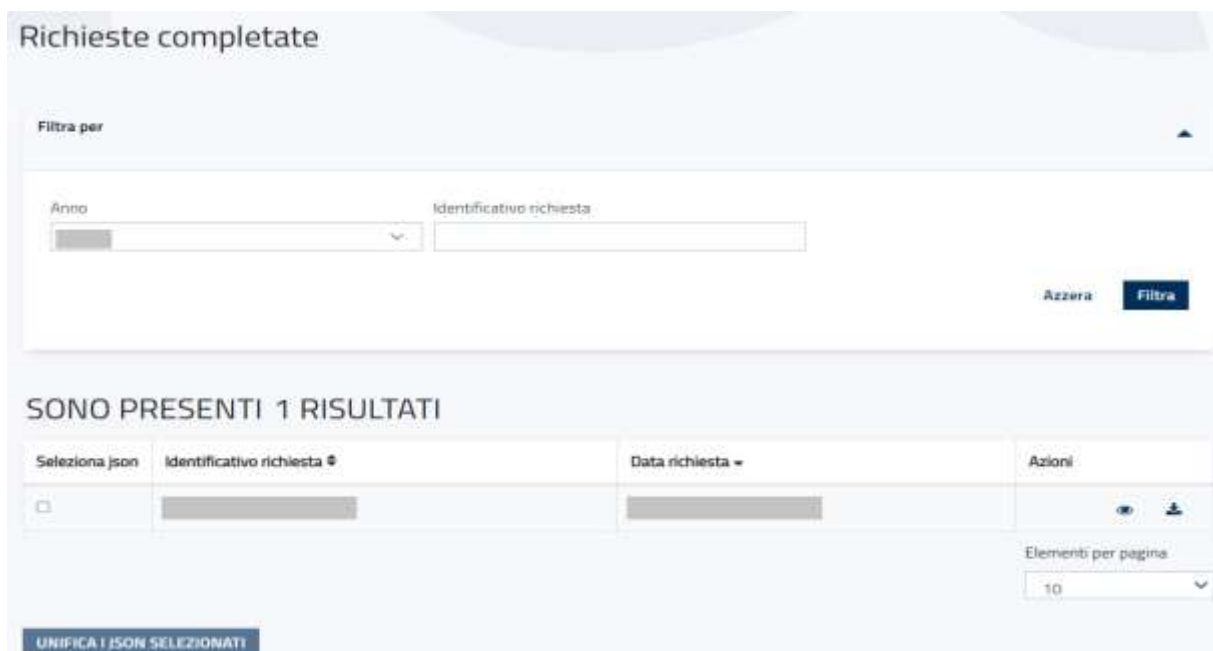 Richieste completate
Filtra per
Anno Identificativo richiesta
Azzera Filtra
SONO PRESENTI 1 RISULTATI
Seleziona json Identificativo richiesta Data richiesta Azioni
Elementi per pagina
10
UNIFICA I JSON SELEZIONATI